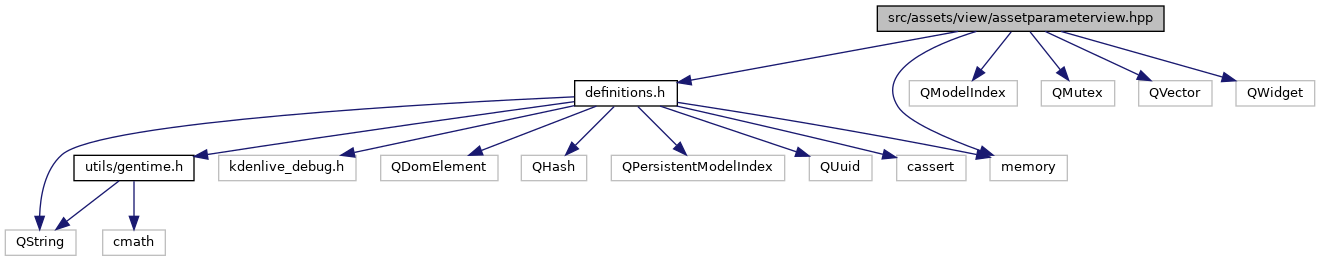 src/assets/view/assetparameterview.hpp
definitions.h
QModelIndex
QMutex
QVector
QWidget
utils/gentime.h
kdenlive_debug.h
QDomElement
QHash
QPersistentModelIndex
QUuid
cassert
memory
QString
cmath